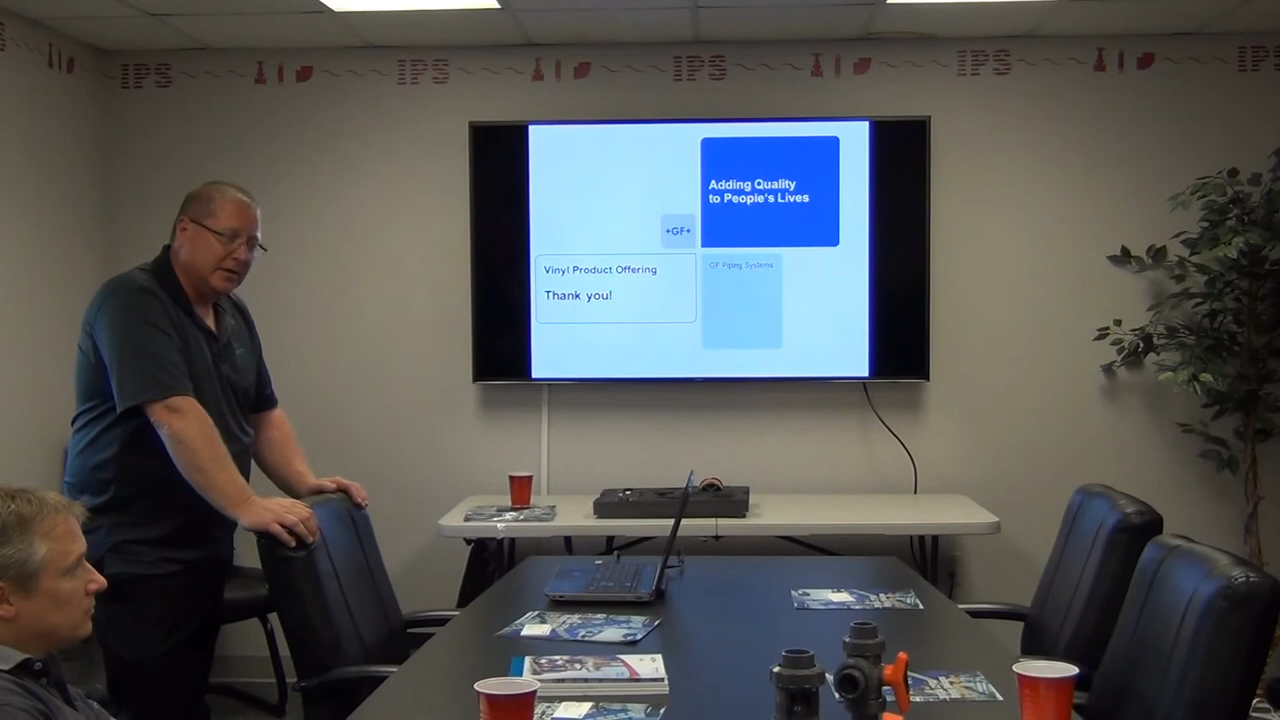 IPS IPS IPS IPS IPS
Adding Quality
to People's Lives
+GF+
Vinyl Product Offering
Thank you!
GF Piping Systems